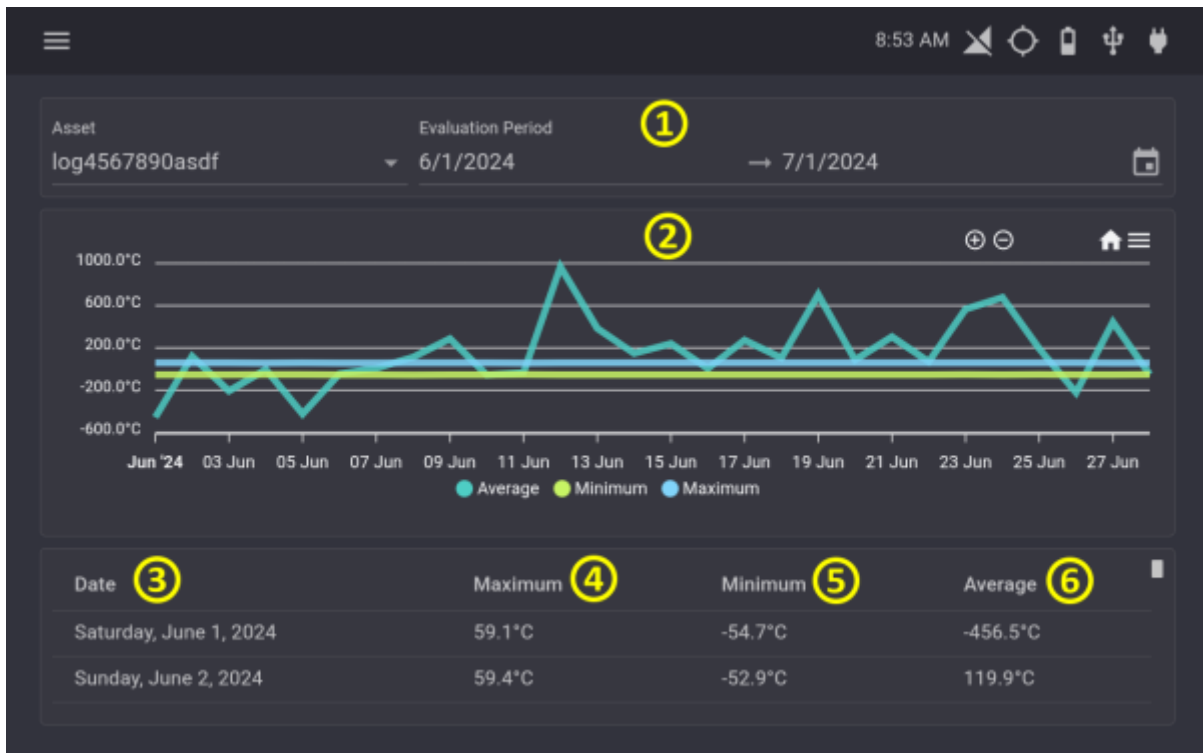 8:53 AM
Asset
Evaluation Period
1
log4567890asdf
6/1/2024 → 7/1/2024
2
1000.0°C
600.0°C
200.0°C
-200.0°C
-600.0°C
Jun '24 03 Jun 05 Jun 07 Jun 09 Jun 11 Jun 13 Jun 15 Jun 17 Jun 19 Jun 21 Jun 23 Jun 25 Jun 27 Jun
Average Minimum Maximum
Date 3 Maximum 4 Minimum 5 Average 6
Saturday, June 1, 2024 59.1°C -54.7°C -456.5°C
Sunday, June 2, 2024 59.4°C -52.9°C 119.9°C